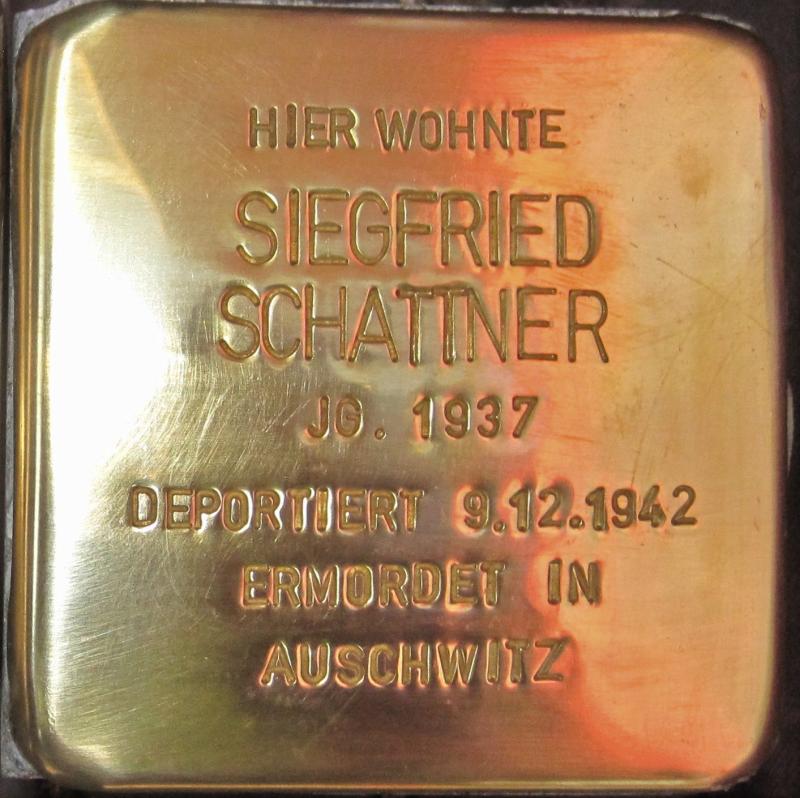 HIER WOHNTE
SIEGFRIED
SCHATTNER
JG. 1937
DEPORTIERT 9.12.1942
ERMORDET IN
AUSCHWITZ